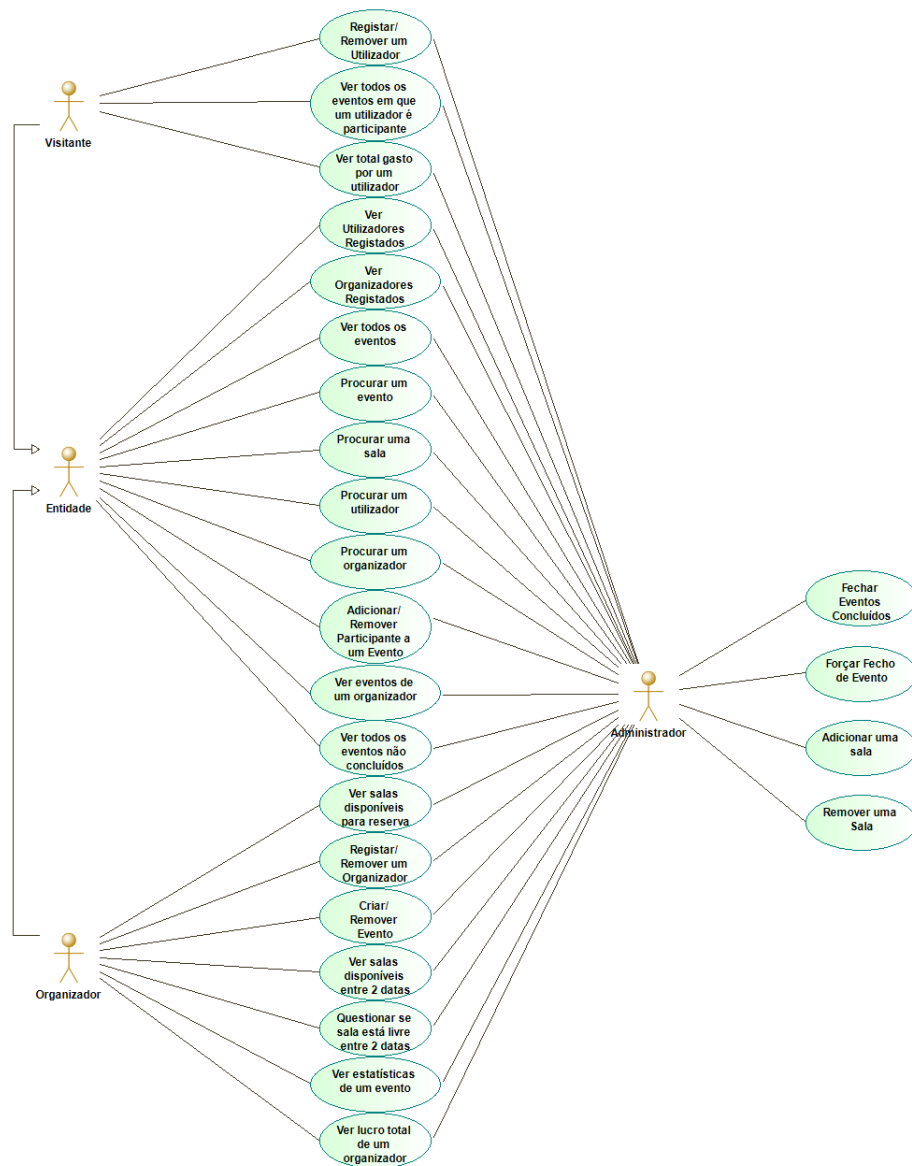 Registar/
Remover um
Utilizador
Ver todos os
eventos em que
um utilizador é
participante
Visitante
Ver total gasto
por um
utilizador
Ver
Utilizadores
Registados
Ver
Organizadores
Registados
Ver todos os
eventos
Procurar um
evento
Procurar uma
sala
Entidade
Procurar um
utilizador
Procurar um
organizador
Adicionar/
Remover
Participante a
um Evento
Ver eventos de
um organizador
Ver todos os
eventos não
concluídos
Administrador
Fechar
Eventos
Concluídos
Forçar Fecho
de Evento
Adicionar uma
sala
Remover uma
Sala
Ver salas
disponíveis
para reserva
Registar/
Remover um
Organizador
Criar/
Remover
Evento
Organizador
Ver salas
disponíveis
entre 2 datas
Questionar se
sala está livre
entre 2 datas
Ver estatísticas
de um evento
Ver lucro total
de um
organizador